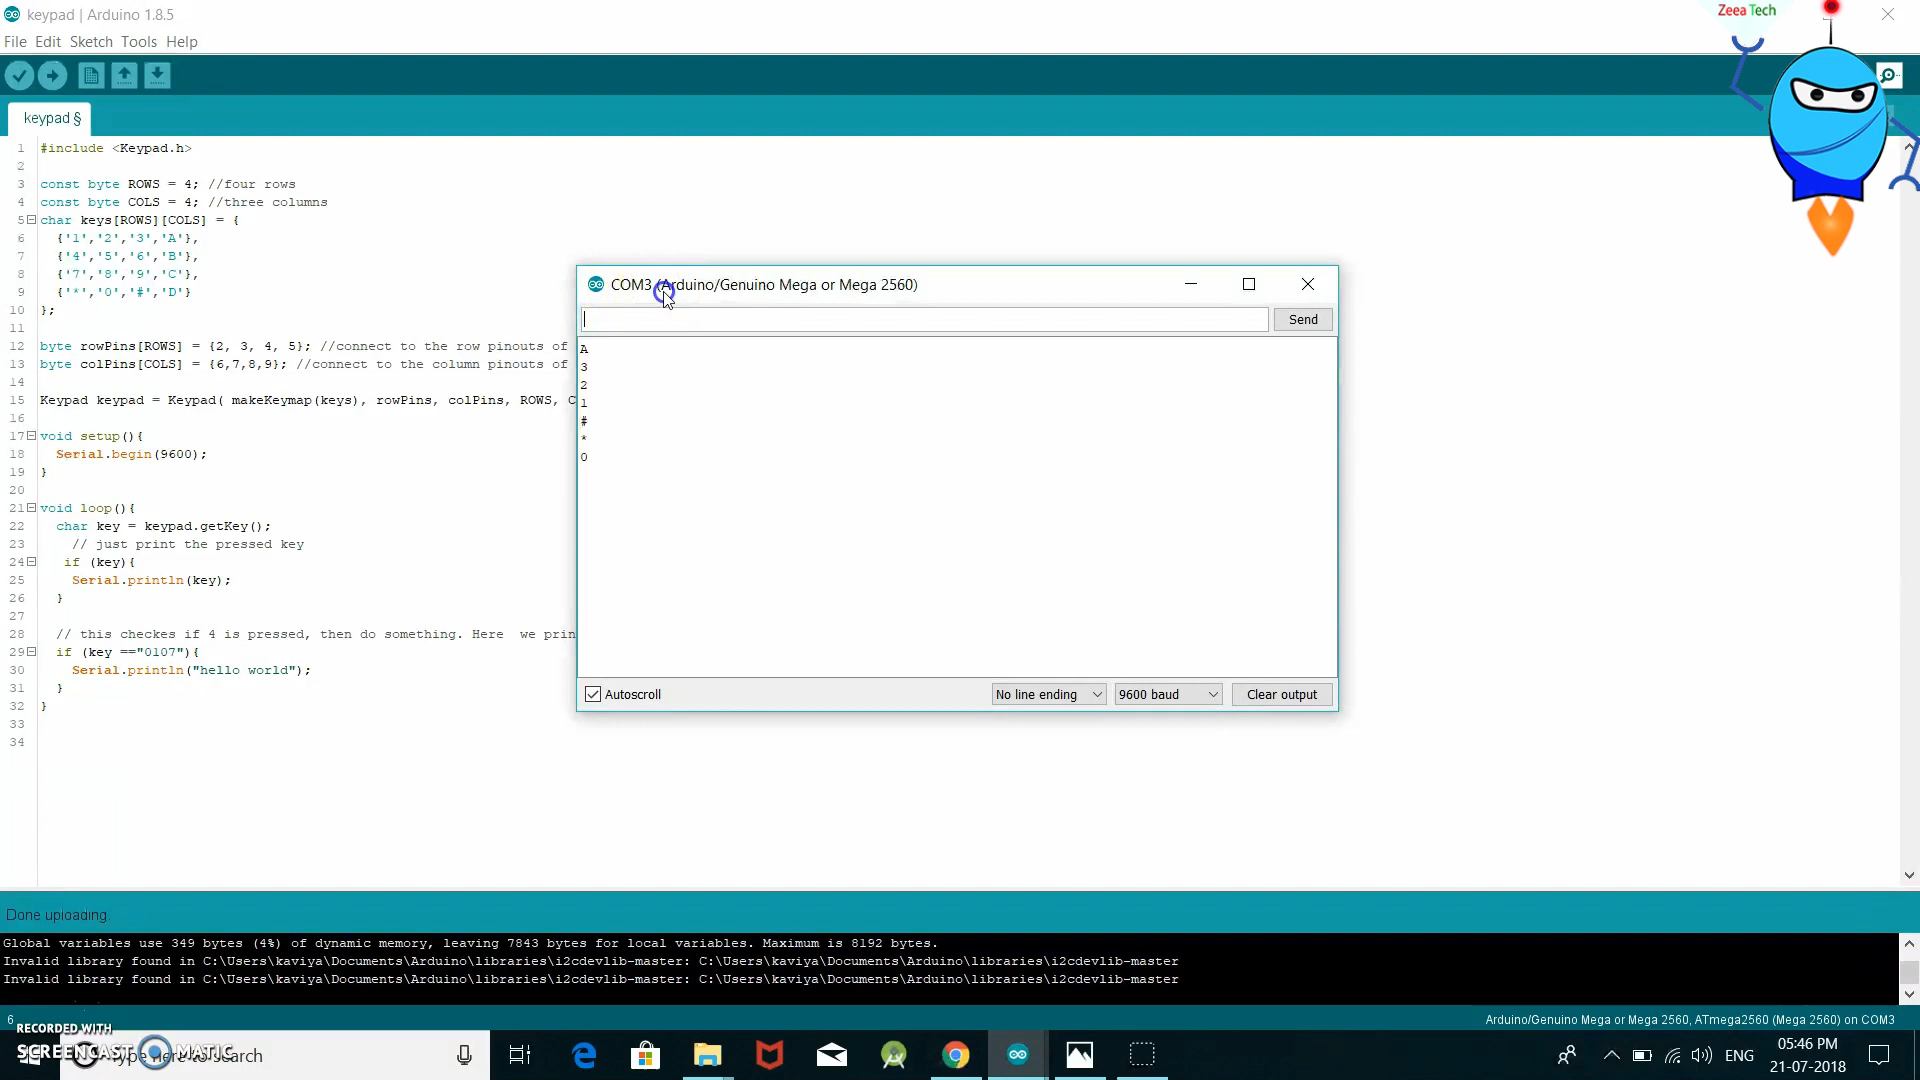 keypad | Arduino 1.8.5
Zeea Tech
File Edit Sketch Tools Help
keypad §
1 #include <Keypad.h>
2
3 const byte ROWS = 4; //four rows
4 const byte COLS = 4; //three columns
5 char keys[ROWS][COLS] = {
6 {'1','2','3','A'},
7 {'4','5','6','B'},
8 {'7','8','9','C'},
9 {'*','0','#','D'}
10 };
11
12 byte rowPins[ROWS] = {2, 3, 4, 5}; //connect to the row pinouts of
13 byte colPins[COLS] = {6,7,8,9}; //connect to the column pinouts of
14
15 Keypad keypad = Keypad( makeKeymap(keys), rowPins, colPins, ROWS, C
16
17 void setup(){
18 Serial.begin(9600);
19 }
20
21 void loop(){
22 char key = keypad.getKey();
23 // just print the pressed key
24 if (key){
25 Serial.println(key);
26 }
27
28 // this checkes if 4 is pressed, then do something. Here we prin
29 if (key =="0107"){
30 Serial.println("hello world");
31 }
32 }
33
34
COM3 (Arduino/Genuino Mega or Mega 2560)
Send
A
3
2
1
#
*
0
Autoscroll
No line ending
9600 baud
Clear output
Done uploading.
Global variables use 349 bytes (4%) of dynamic memory, leaving 7843 bytes for local variables. Maximum is 8192 bytes.
Invalid library found in C:\Users\kaviya\Documents\Arduino\libraries\i2cdevlib-master: C:\Users\kaviya\Documents\Arduino\libraries\i2cdevlib-master
Invalid library found in C:\Users\kaviya\Documents\Arduino\libraries\i2cdevlib-master: C:\Users\kaviya\Documents\Arduino\libraries\i2cdevlib-master
6
Arduino/Genuino Mega or Mega 2560, ATmega2560 (Mega 2560) on COM3
RECORDED WITH
SCREENCAST MATIC
Type here to search
ENG
05:46 PM
21-07-2018